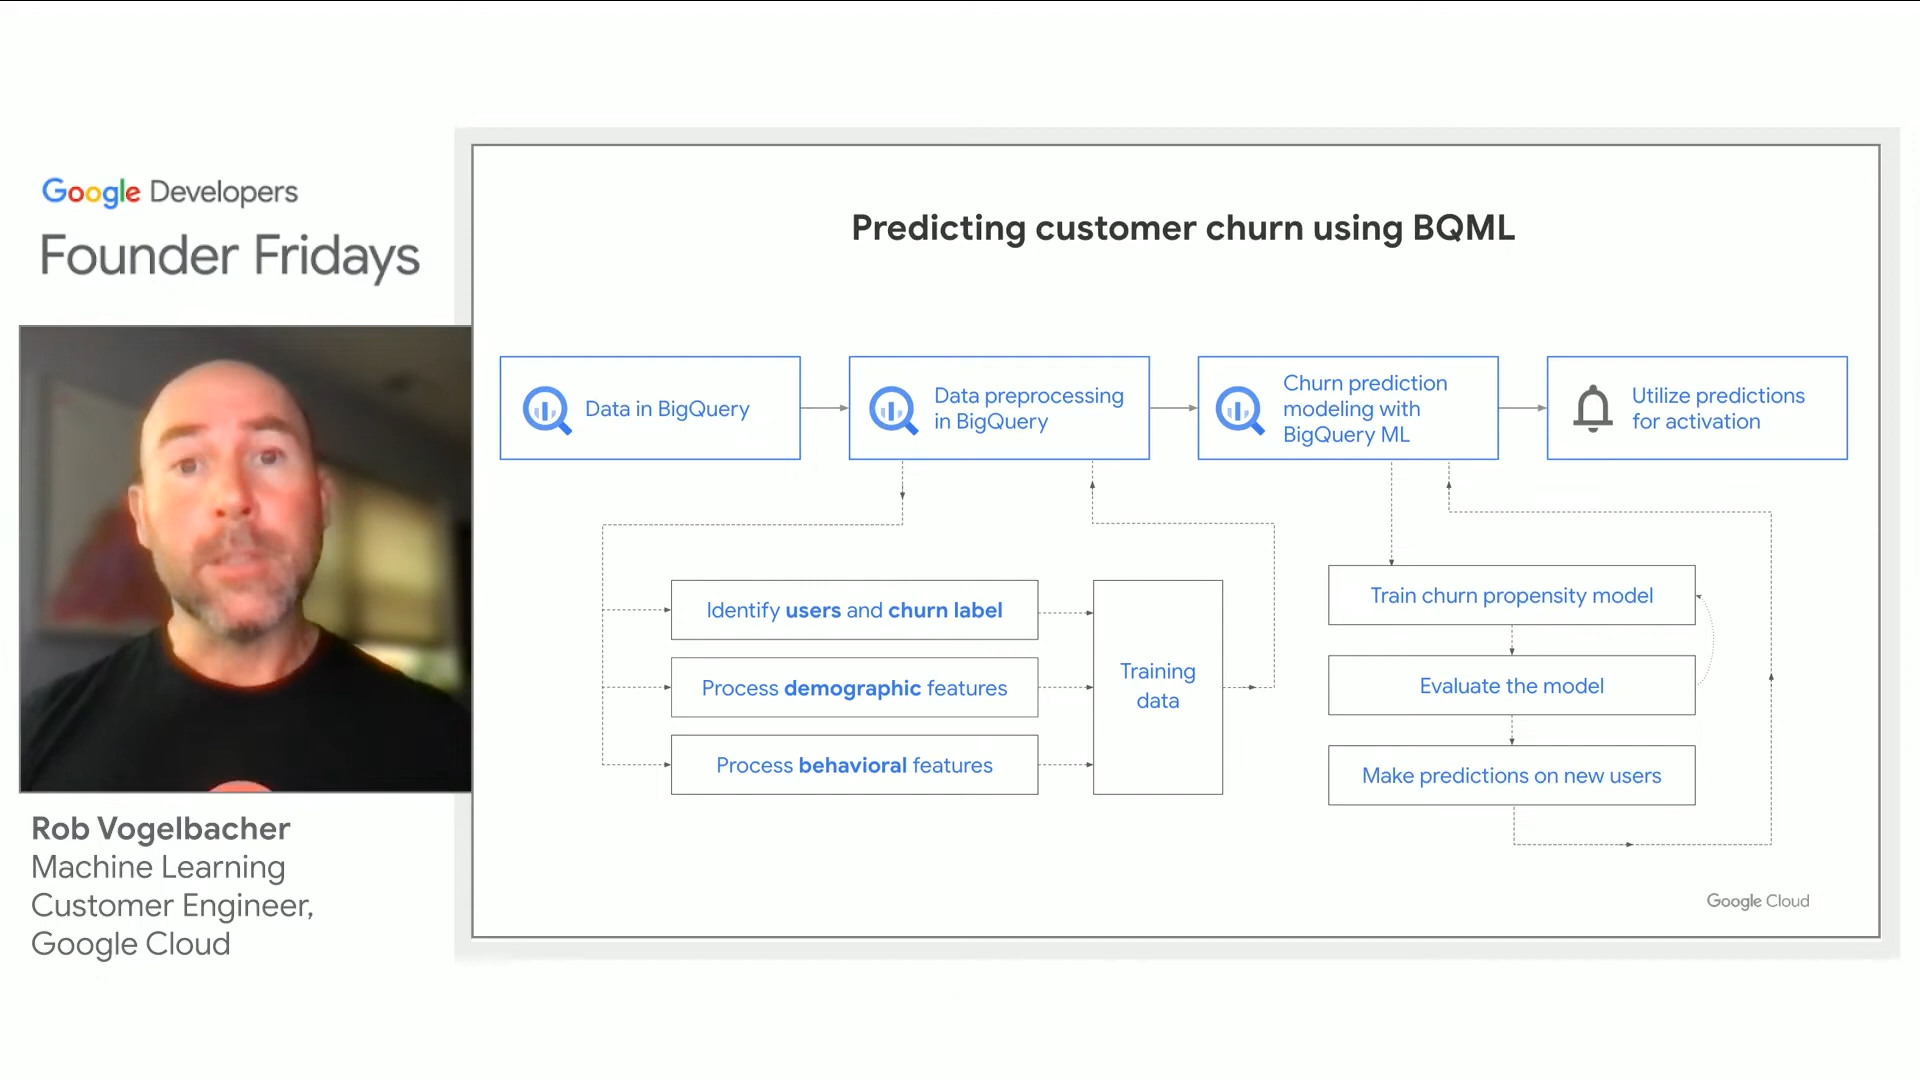 Google Developers
Founder Fridays
Rob Vogelbacher
Machine Learning
Customer Engineer,
Google Cloud
Predicting customer churn using BQML
Data in BigQuery
Data preprocessing
in BigQuery
Churn prediction
modeling with
BigQuery ML
Utilize predictions
for activation
Identify users and churn label
Process demographic features
Process behavioral features
Training
data
Train churn propensity model
Evaluate the model
Make predictions on new users
Google Cloud